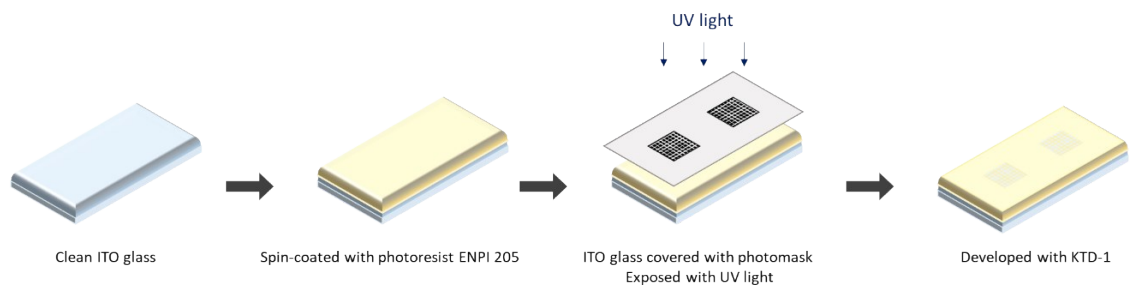 UV light
Clean ITO glass
Spin-coated with photoresist ENPI 205
ITO glass covered with photomask
Exposed with UV light
Developed with KTD-1